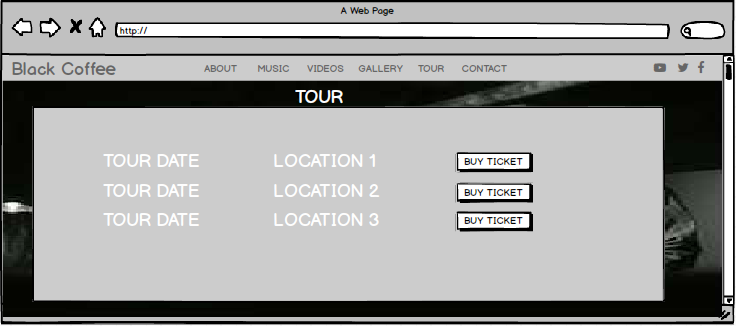 A Web Page
http://
Black Coffee ABOUT MUSIC VIDEOS GALLERY TOUR CONTACT
TOUR
TOUR DATE LOCATION 1 BUY TICKET
TOUR DATE LOCATION 2 BUY TICKET
TOUR DATE LOCATION 3 BUY TICKET